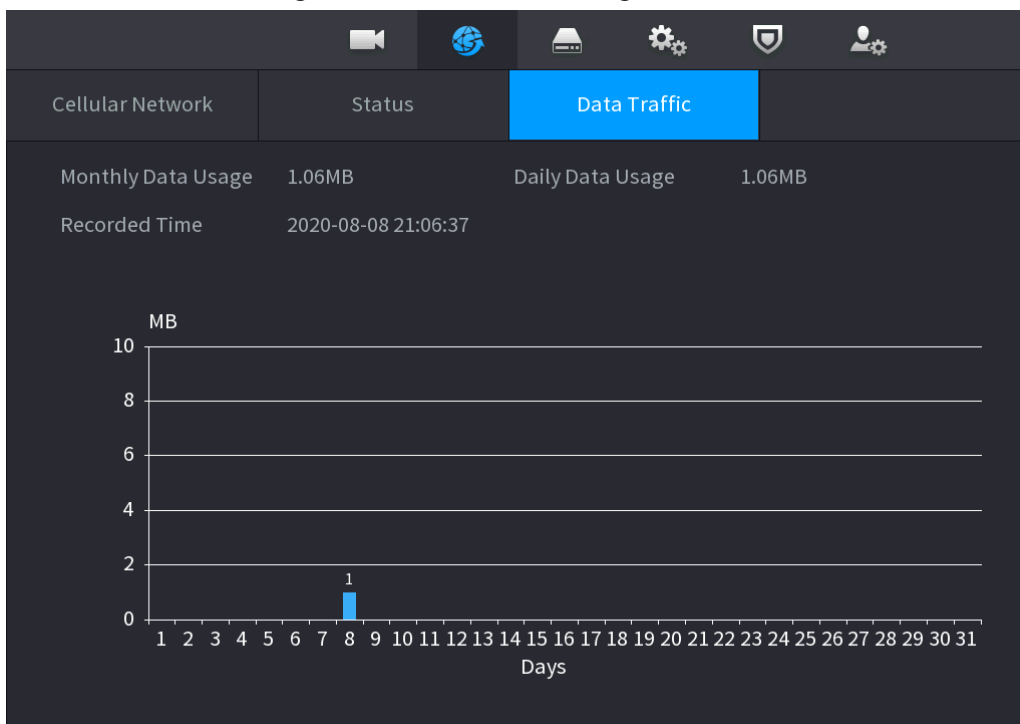 Cellular Network Status Data Traffic
Monthly Data Usage 1.06MB Daily Data Usage 1.06MB
Recorded Time 2020-08-08 21:06:37
MB
10
8
6
4
2
1
0
1 2 3 4 5 6 7 8 9 10 11 12 13 14 15 16 17 18 19 20 21 22 23 24 25 26 27 28 29 30 31
Days